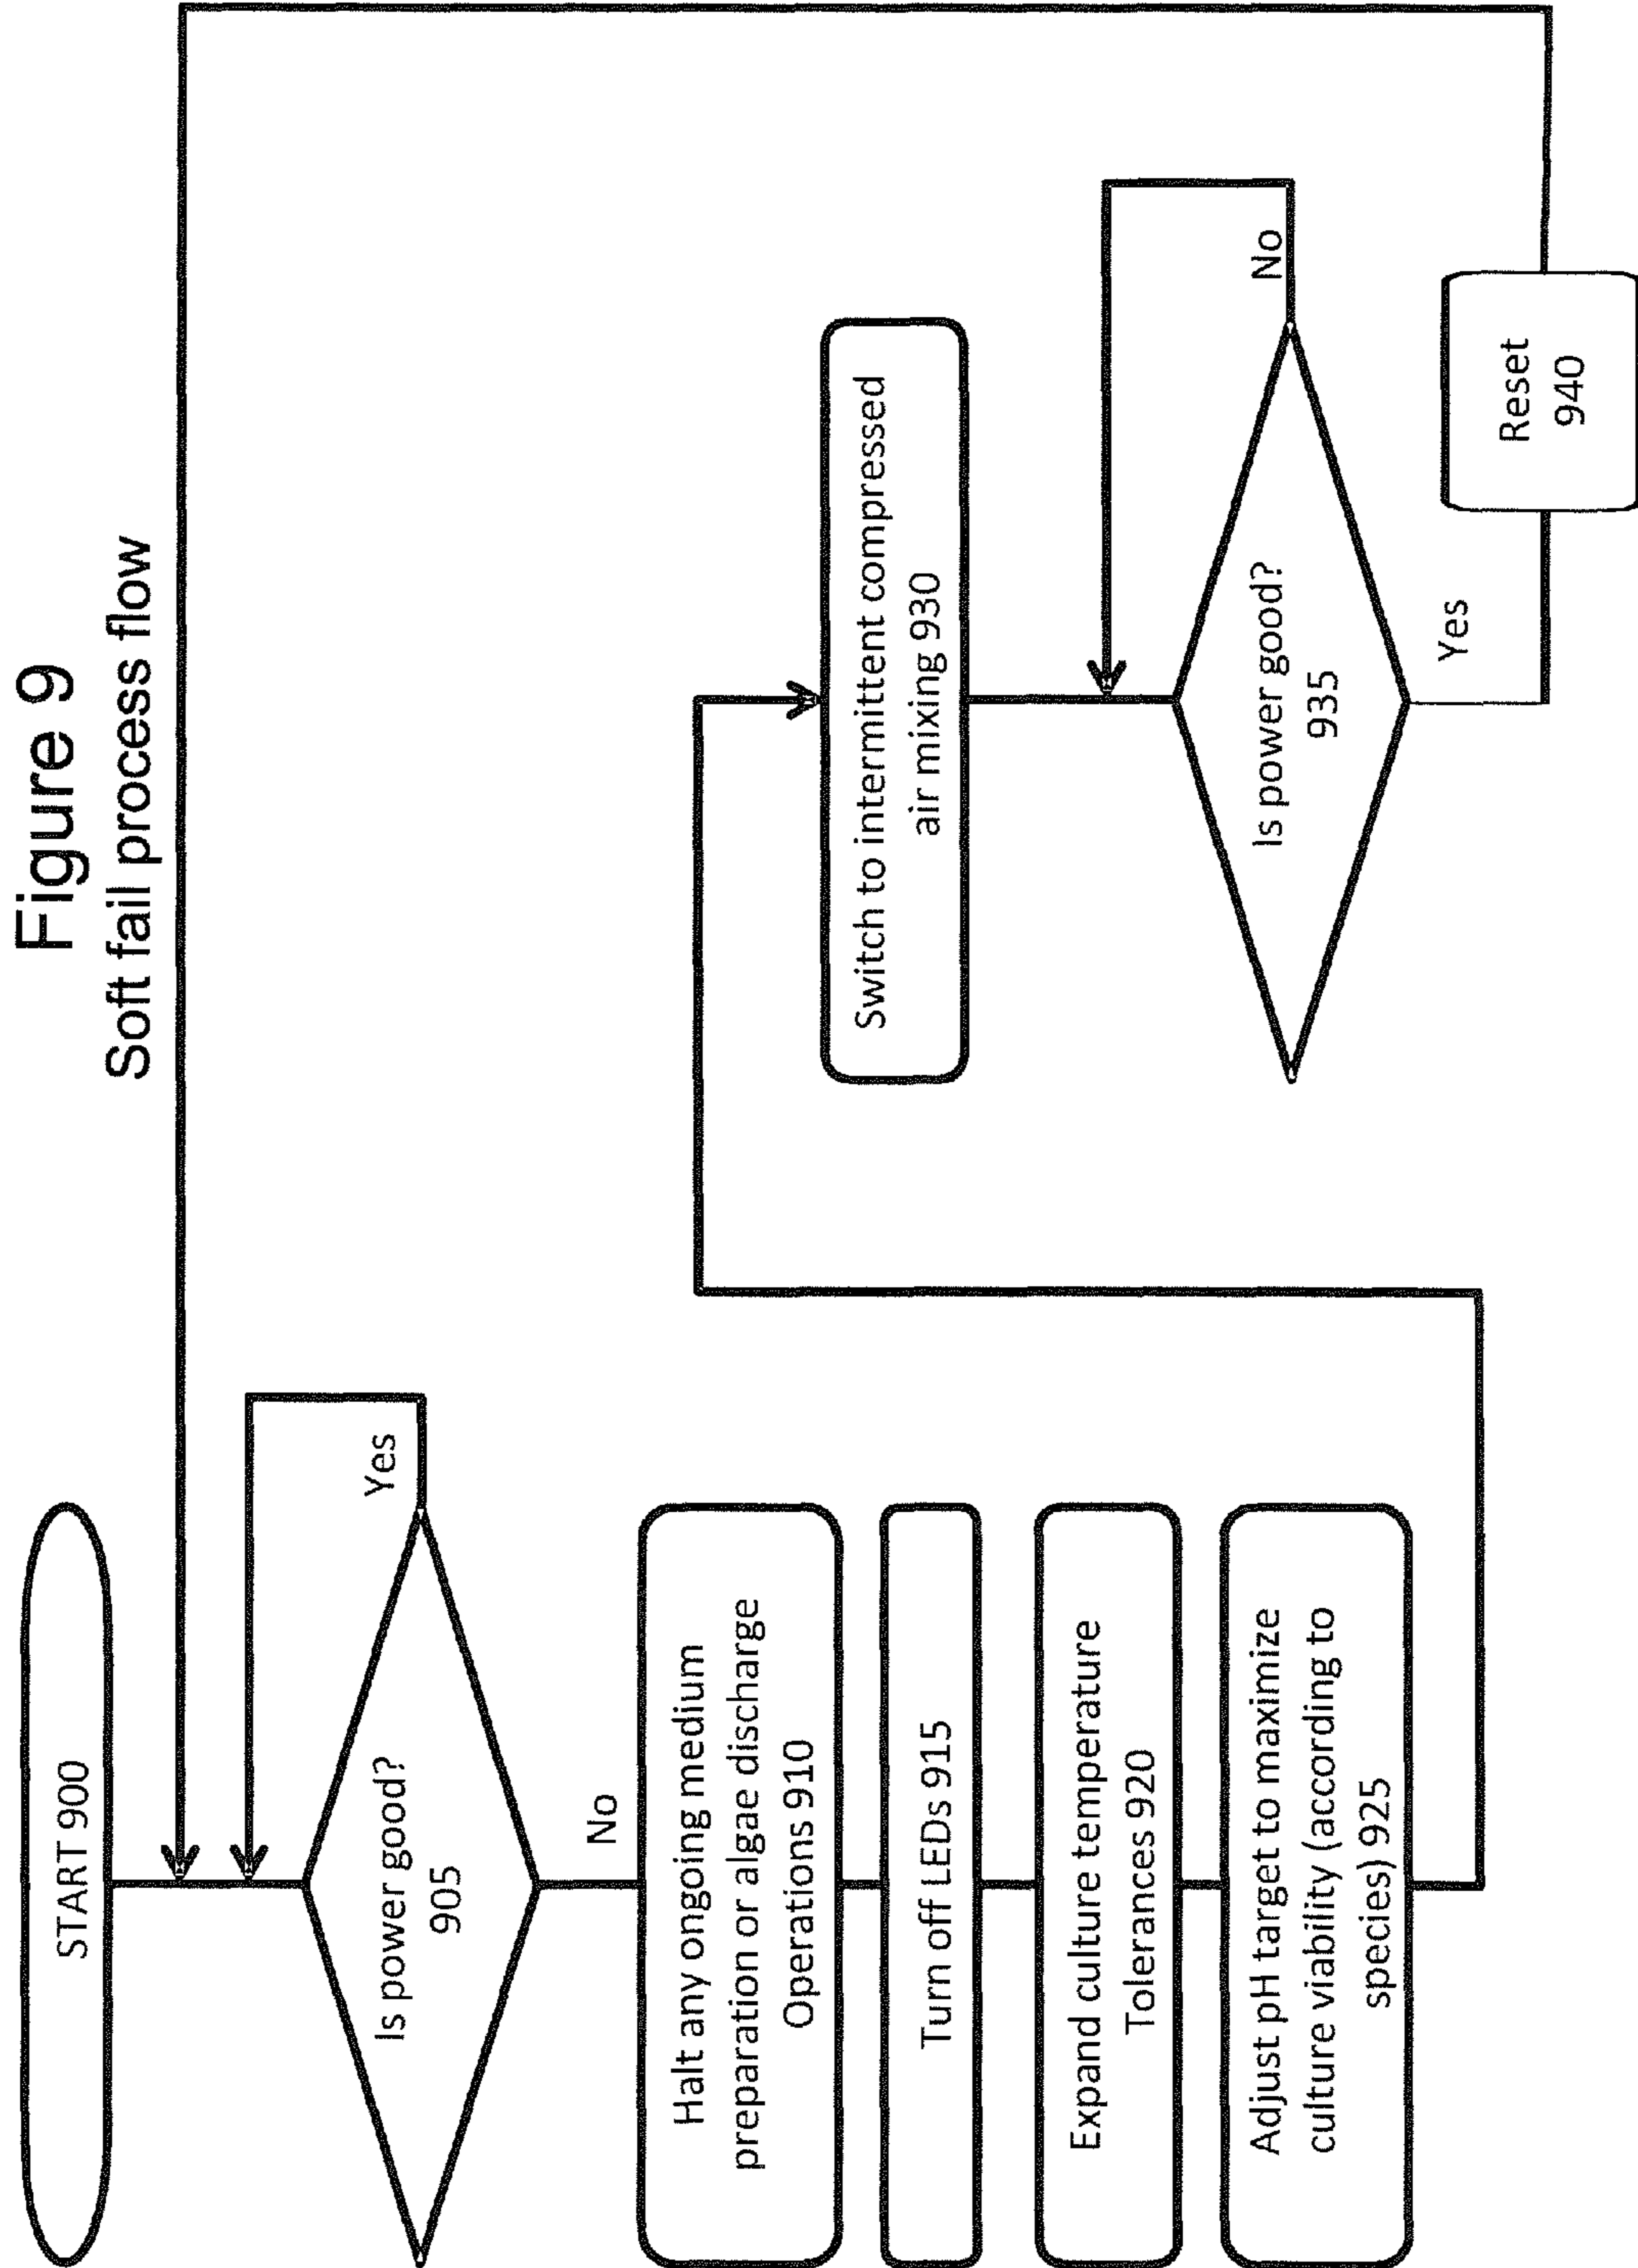 Figure 9
Soft fail process flow
START 900
Is power good?
905
Yes
No
Halt any ongoing medium
preparation or algae discharge
Operations 910
Turn off LEDs 915
Expand culture temperature
Tolerances 920
Adjust pH target to maximize
culture viability (according to
species) 925
Switch to intermittent compressed
air mixing 930
Is power good?
935
No
Yes
Reset
940